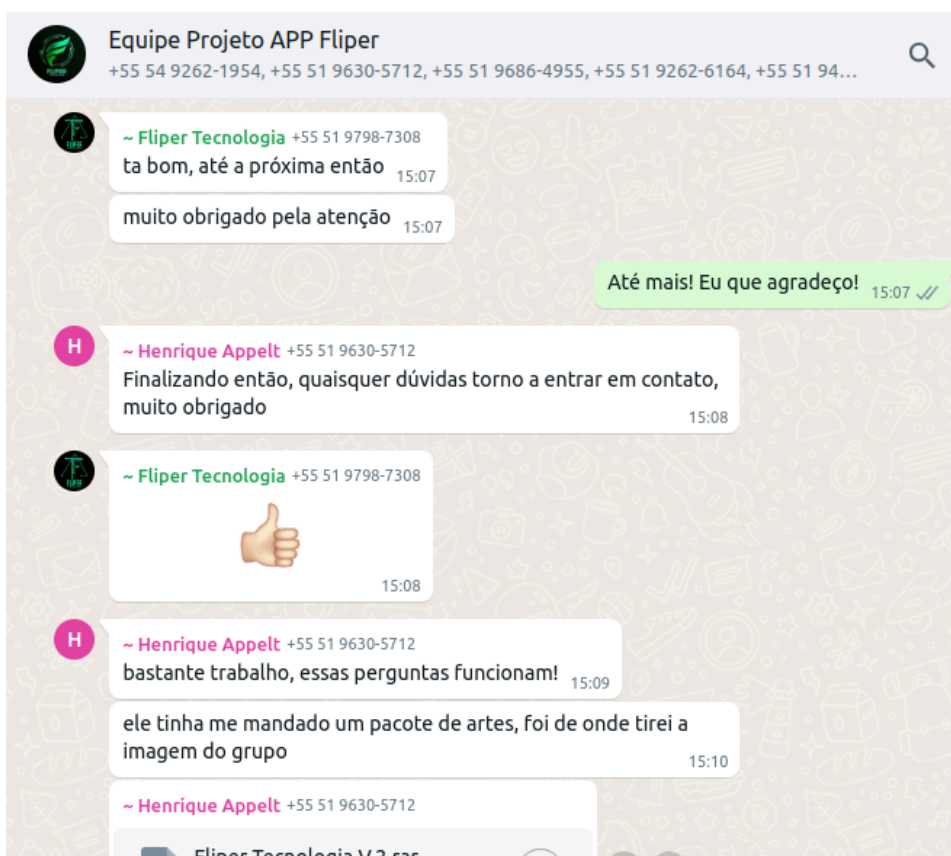 Equipe Projeto APP Fliper
+55 54 9262-1954, +55 51 9630-5712, +55 51 9686-4955, +55 51 9262-6164, +55 51 94...
~ Fliper Tecnologia +55 51 9798-7308
ta bom, até a próxima então 15:07
muito obrigado pela atenção 15:07
Até mais! Eu que agradeço! 15:07
H
~ Henrique Appelt +55 51 9630-5712
Finalizando então, quaisquer dúvidas torno a entrar em contato,
muito obrigado
15:08
~ Fliper Tecnologia +55 51 9798-7308
15:08
H
~ Henrique Appelt +55 51 9630-5712
bastante trabalho, essas perguntas funcionam! 15:09
ele tinha me mandado um pacote de artes, foi de onde tirei a
imagem do grupo
15:10
~ Henrique Appelt +55 51 9630-5712
Fliper Tecnologia V.2.rar